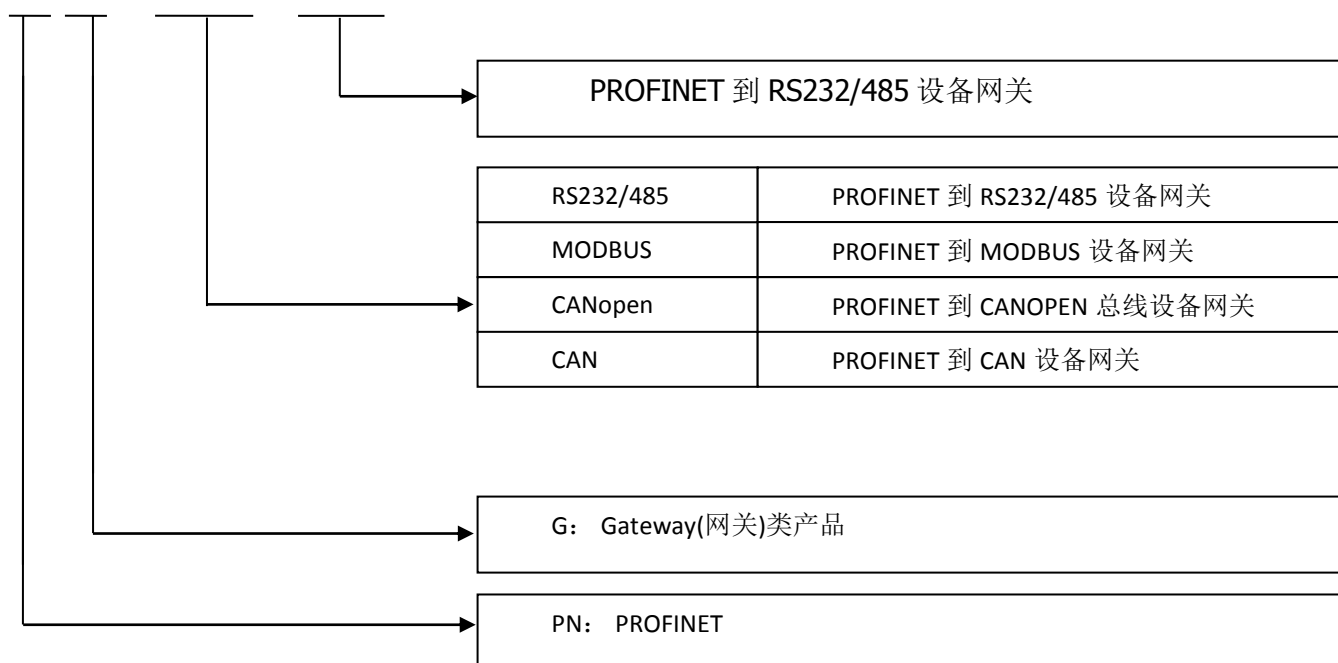 PROFINET 到 RS232/485 设备网关
RS232/485 PROFINET 到 RS232/485 设备网关
MODBUS PROFINET 到 MODBUS 设备网关
CANopen PROFINET 到 CANOPEN 总线设备网关
CAN PROFINET 到 CAN 设备网关
G： Gateway(网关)类产品
PN： PROFINET